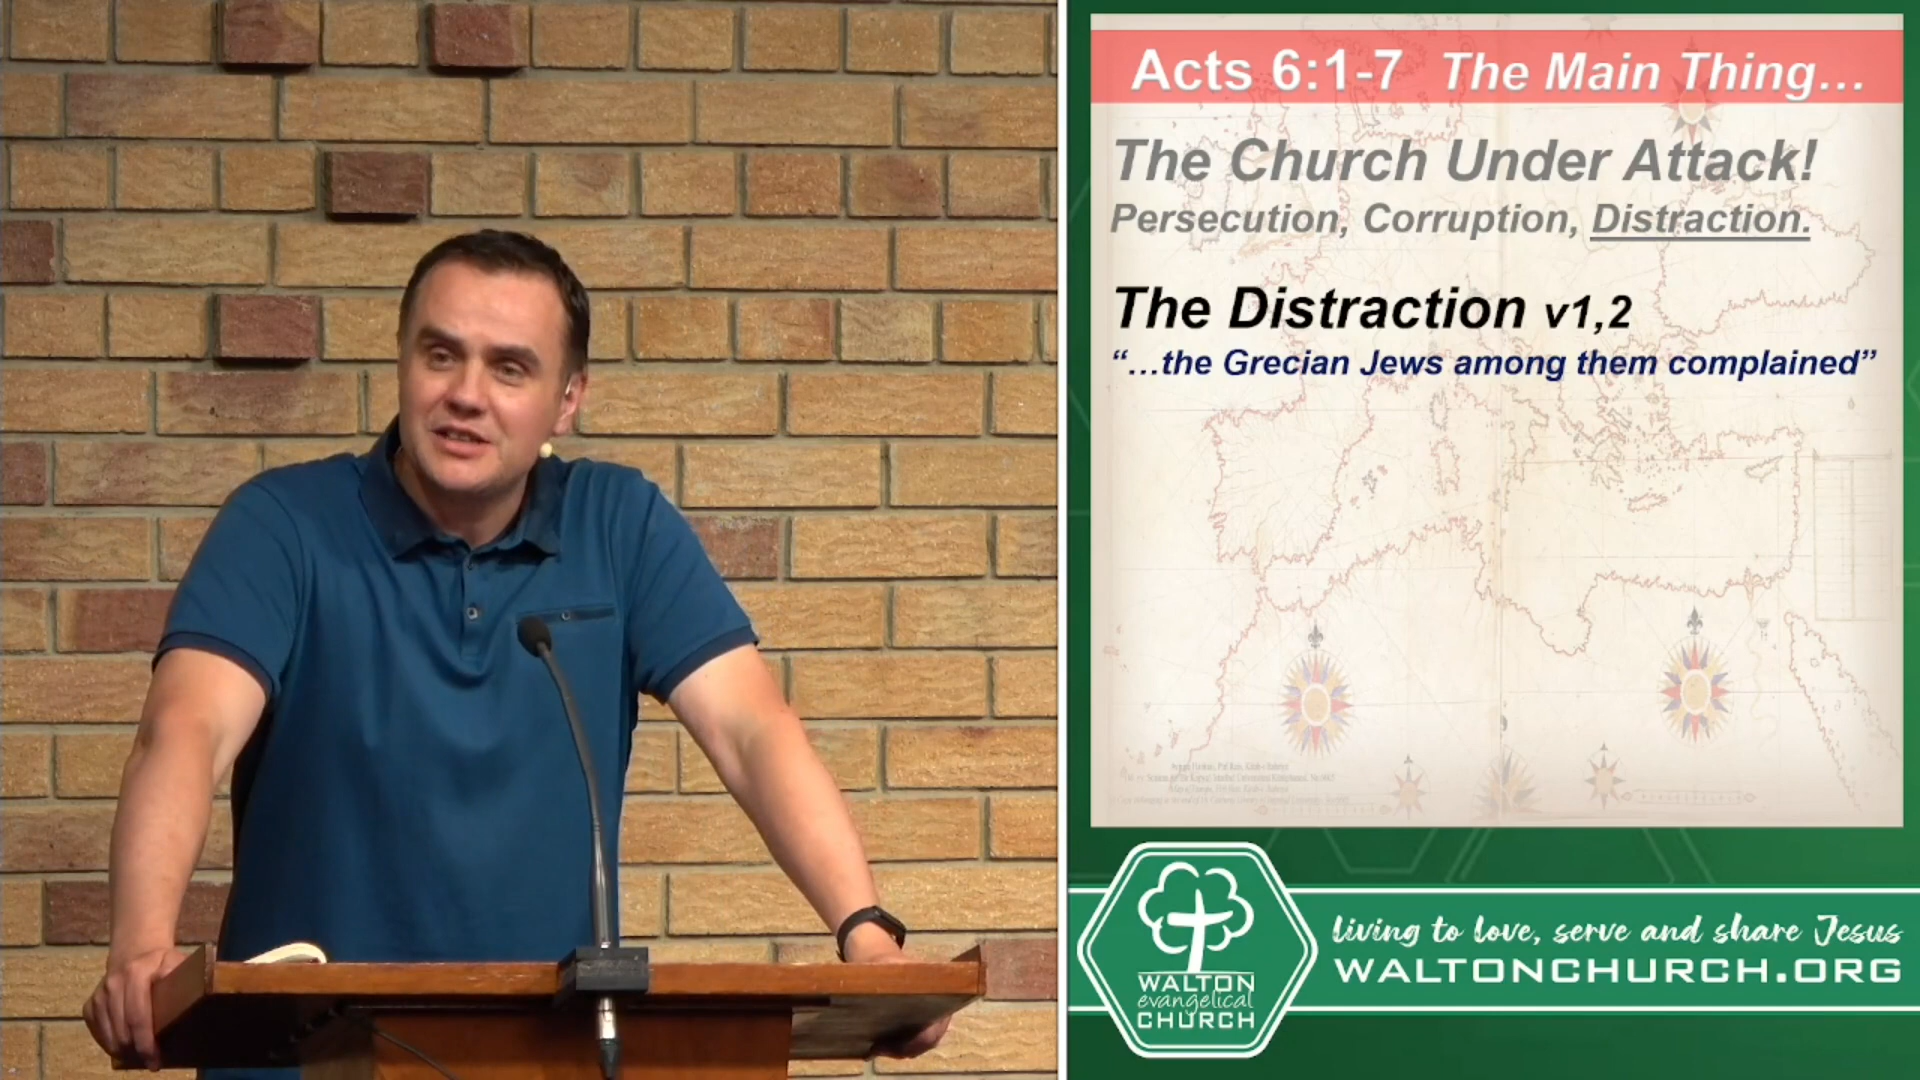 Acts 6:1-7 The Main Thing...
The Church Under Attack!
Persecution, Corruption, Distraction.
The Distraction v1,2
“...the Grecian Jews among them complained”
living to love, serve and share Jesus
WALTONCHURCH.ORG
WALTON
evangelical
CHURCH